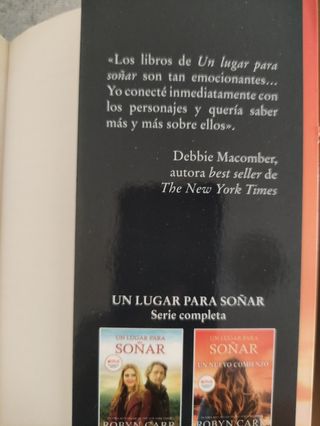 «Los libros de Un lugar para
soñar son tan emocionantes...
Yo conecté inmediatamente con
los personajes y quería saber
más y más sobre ellos».
Debbie Macomber,
autora best seller de
The New York Times
UN LUGAR PARA SOÑAR
Serie completa
UN LUGAR PARA
SOÑAR
ROBYN CARR
UN LUGAR PARA
SOÑAR
UN NUEVO COMIENZO
ROBYN CARR